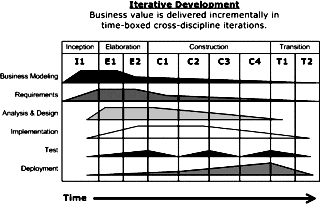 Iterative Development
Business value is delivered incrementally in
time-boxed cross-discipline iterations.
Inception Elaboration Construction Transition
I1 E1 E2 C1 C2 C3 C4 T1 T2
Business Modeling
Requirements
Analysis & Design
Implementation
Test
Deployment
Time